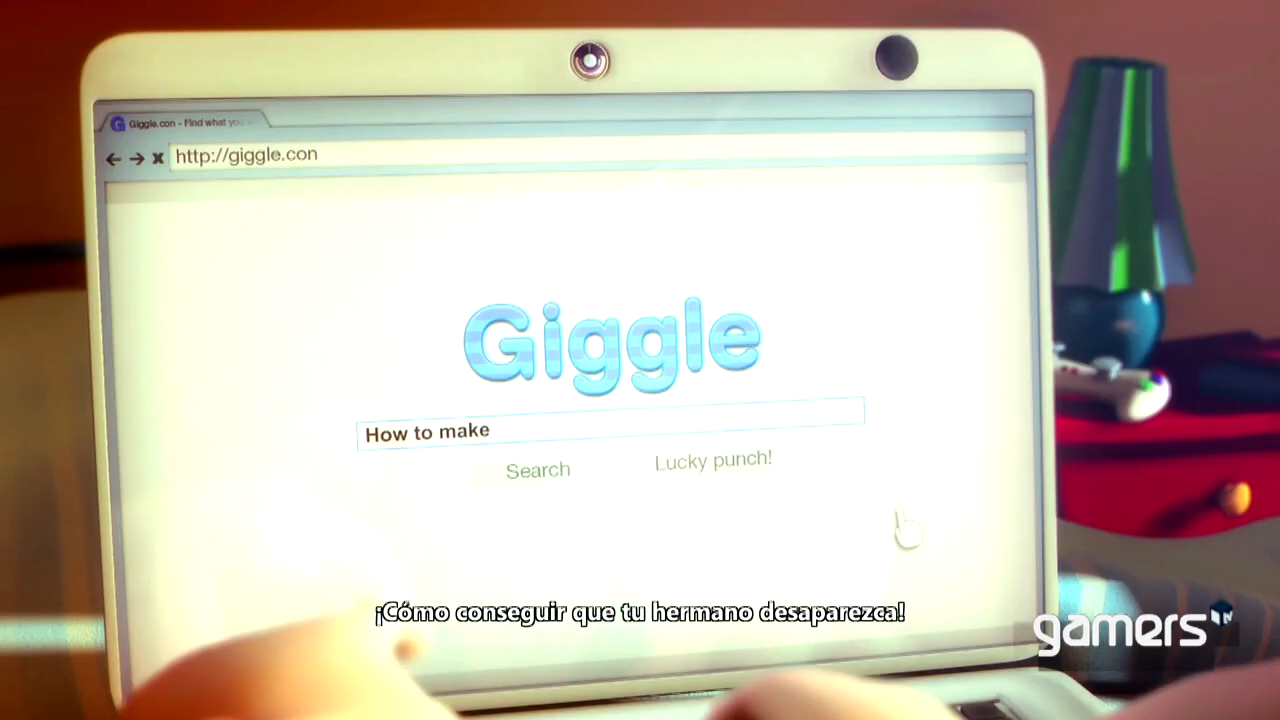 Giggle.con - Find what you
http://giggle.con
Giggle
How to make
Search Lucky punch!
¡Cómo conseguir que tu hermano desaparezca!
gamers